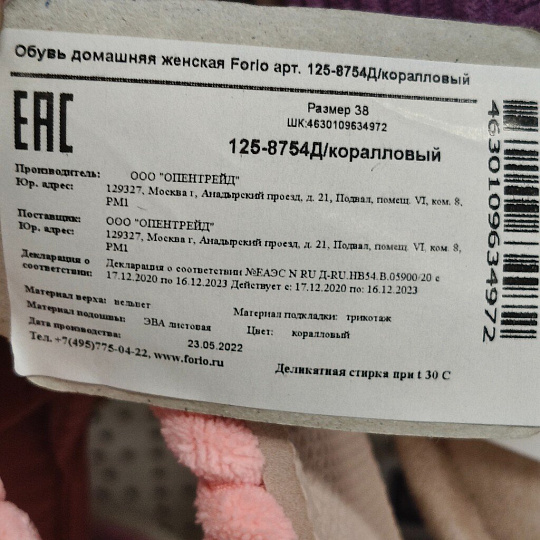 Обувь домашняя женская Forio арт. 125-8754Д/коралловый
ЕАС
Размер 38
ШК:4630109634972
125-8754Д/коралловый
Производитель: ООО "ОПЕНТРЕЙД"
Юр. адрес: 129327, Москва г, Анадырский проезд, д. 21, Подвал, помещ. VI, ком. 8,
РМ1
Поставщик: ООО "ОПЕНТРЕЙД"
Юр. адрес: 129327, Москва г, Анадырский проезд, д. 21, Подвал, помещ. VI, ком. 8,
РМ1
Декларация о соответствии: Декларация о соответствии №ЕАЭС N RU Д-RU.НВ54.В.05900/20 с
17.12.2020 по 16.12.2023 Действует с: 17.12.2020 по: 16.12.2023
Материал верха: вельвет Материал подкладки: трикотаж
Материал подошвы: ЭВА листовая Цвет: коралловый
Дата производства: 23.05.2022
Тел. +7(495)775-04-22, www.forio.ru
Деликатная стирка при t 30 С
4630109634972